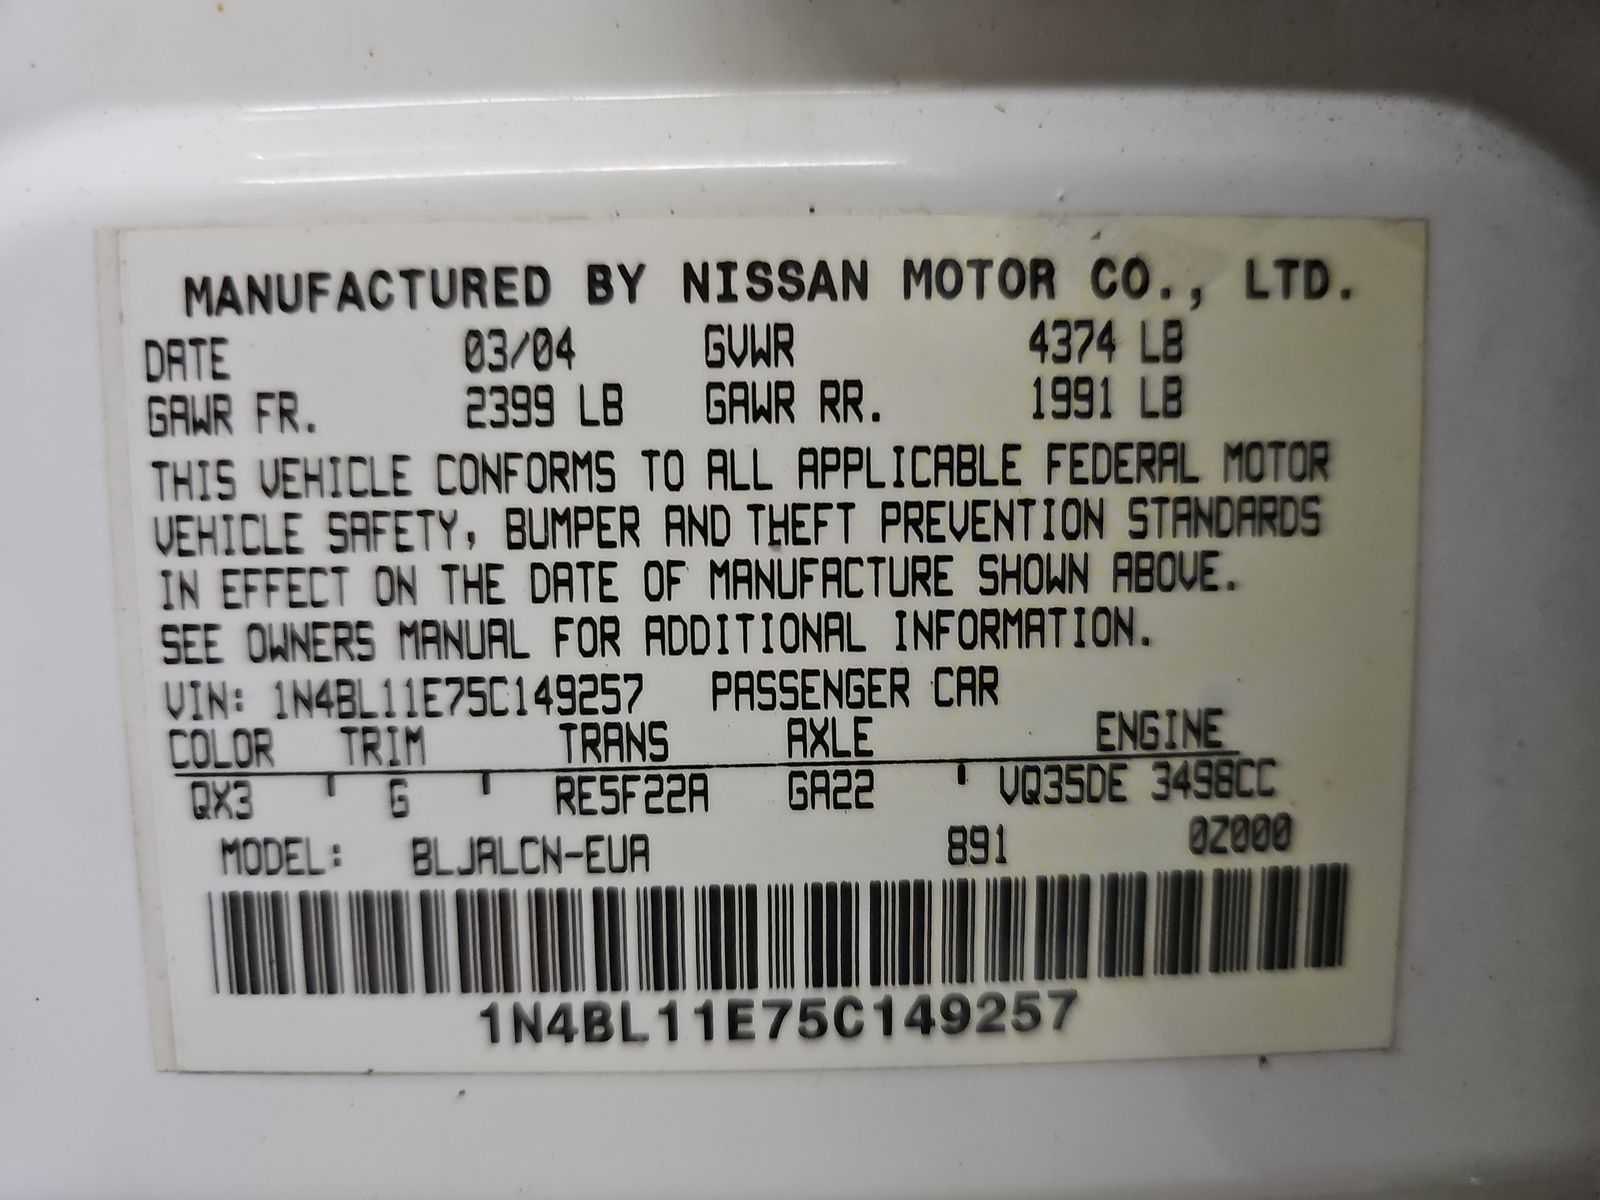 MANUFACTURED BY NISSAN MOTOR CO., LTD.
DATE 03/04 GVWR 4374 LB
GAWR FR. 2399 LB GAWR RR. 1991 LB
THIS VEHICLE CONFORMS TO ALL APPLICABLE FEDERAL MOTOR
VEHICLE SAFETY, BUMPER AND THEFT PREVENTION STANDARDS
IN EFFECT ON THE DATE OF MANUFACTURE SHOWN ABOVE.
SEE OWNERS MANUAL FOR ADDITIONAL INFORMATION.
VIN: 1N4BL11E75C149257 PASSENGER CAR
COLOR TRIM TRANS AXLE ENGINE
QX3 ' G ' RE5F22A GA22 ' VQ35DE 3498CC
MODEL: BLJALCN-EUA 891 0Z000
1N4BL11E75C149257